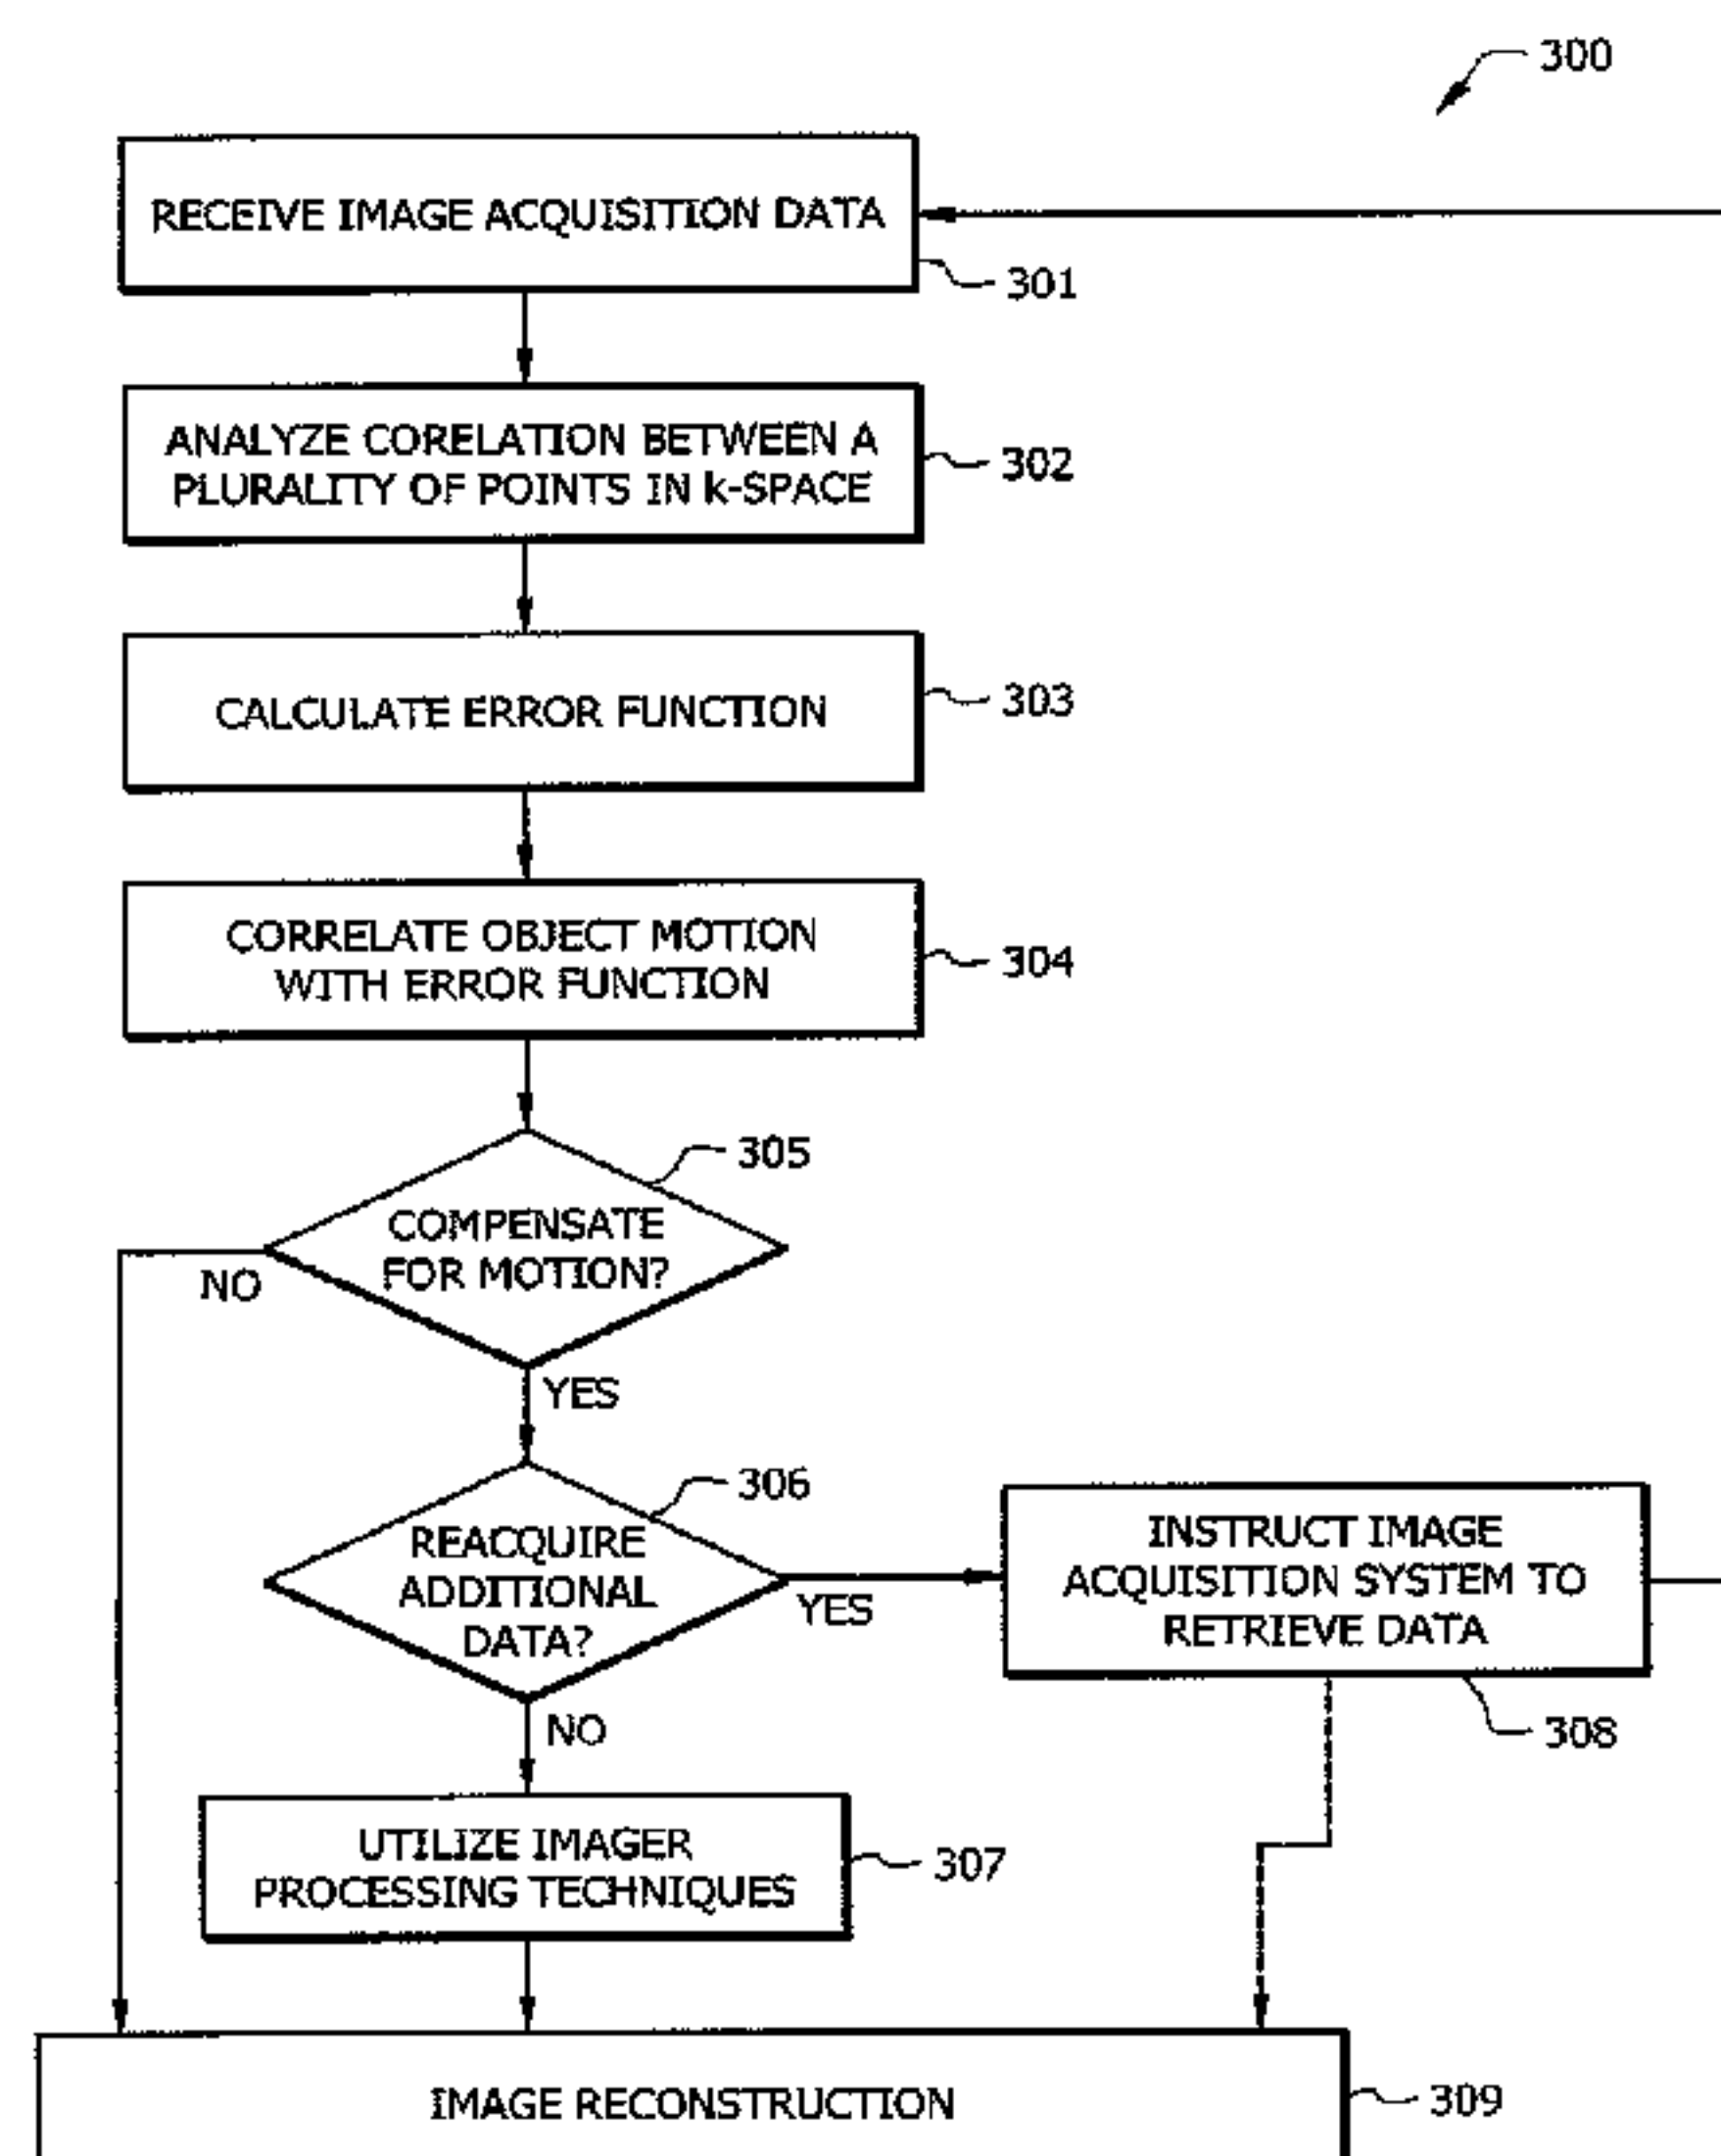 300
RECEIVE IMAGE ACQUISITION DATA
301
ANALYZE CORELATION BETWEEN A
PLURALITY OF POINTS IN k-SPACE
302
CALCULATE ERROR FUNCTION
303
CORRELATE OBJECT MOTION
WITH ERROR FUNCTION
304
305
COMPENSATE
FOR MOTION?
NO
YES
306
REACQUIRE
ADDITIONAL
DATA?
YES
INSTRUCT IMAGE
ACQUISITION SYSTEM TO
RETRIEVE DATA
308
NO
UTILIZE IMAGER
PROCESSING TECHNIQUES
307
IMAGE RECONSTRUCTION
309